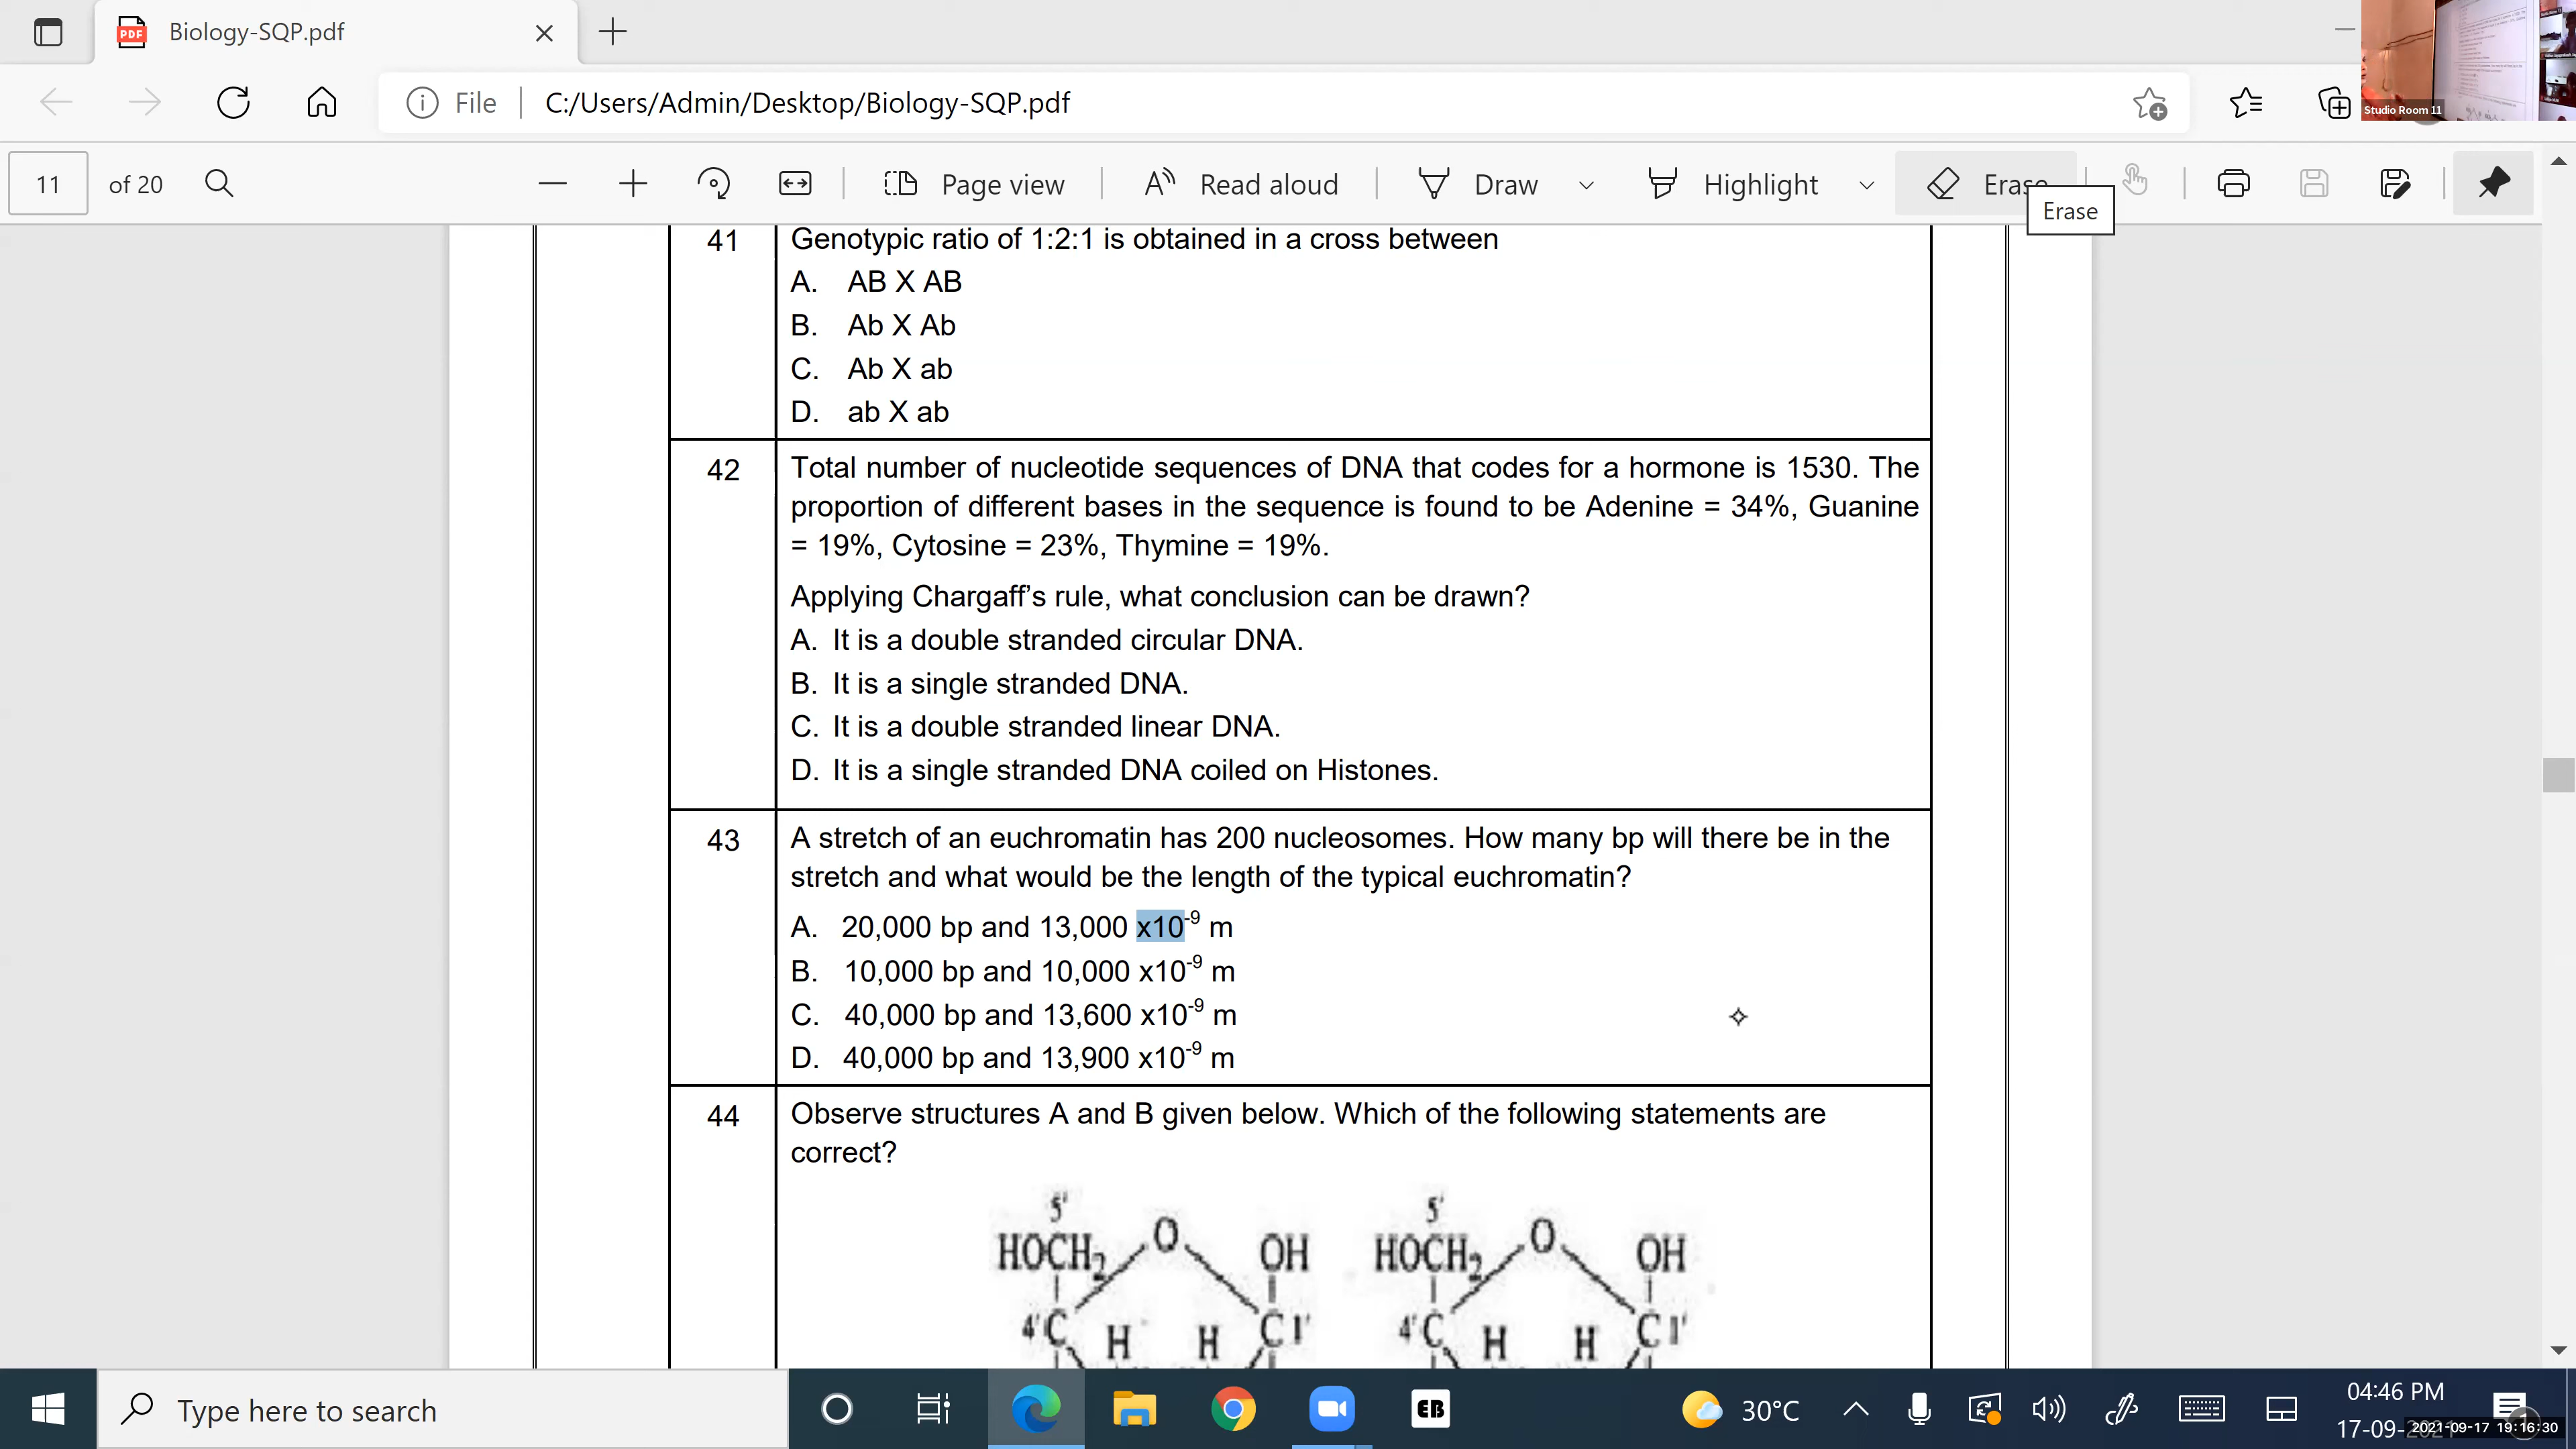 Biology-SQP.pdf
File
C:/Users/Admin/Desktop/Biology-SQP.pdf
Studio Room 11
11 of 20
Page view
Read aloud
Draw
Highlight
Erase
Erase
41 Genotypic ratio of 1:2:1 is obtained in a cross between
A. AB X AB
B. Ab X Ab
C. Ab X ab
D. ab X ab
42 Total number of nucleotide sequences of DNA that codes for a hormone is 1530. The
proportion of different bases in the sequence is found to be Adenine = 34%, Guanine
= 19%, Cytosine = 23%, Thymine = 19%.
Applying Chargaff’s rule, what conclusion can be drawn?
A. It is a double stranded circular DNA.
B. It is a single stranded DNA.
C. It is a double stranded linear DNA.
D. It is a single stranded DNA coiled on Histones.
43 A stretch of an euchromatin has 200 nucleosomes. How many bp will there be in the
stretch and what would be the length of the typical euchromatin?
A. 20,000 bp and 13,000 x10⁻⁹ m
B. 10,000 bp and 10,000 x10⁻⁹ m
C. 40,000 bp and 13,600 x10⁻⁹ m
D. 40,000 bp and 13,900 x10⁻⁹ m
44 Observe structures A and B given below. Which of the following statements are
correct?
5' 5'
HOCH₂ O OH HOCH₂ O OH
4'C H H C1' 4'C H H C1'
Type here to search
EB
30°C
04:46 PM
17-09-
2021-09-17 19:16:30